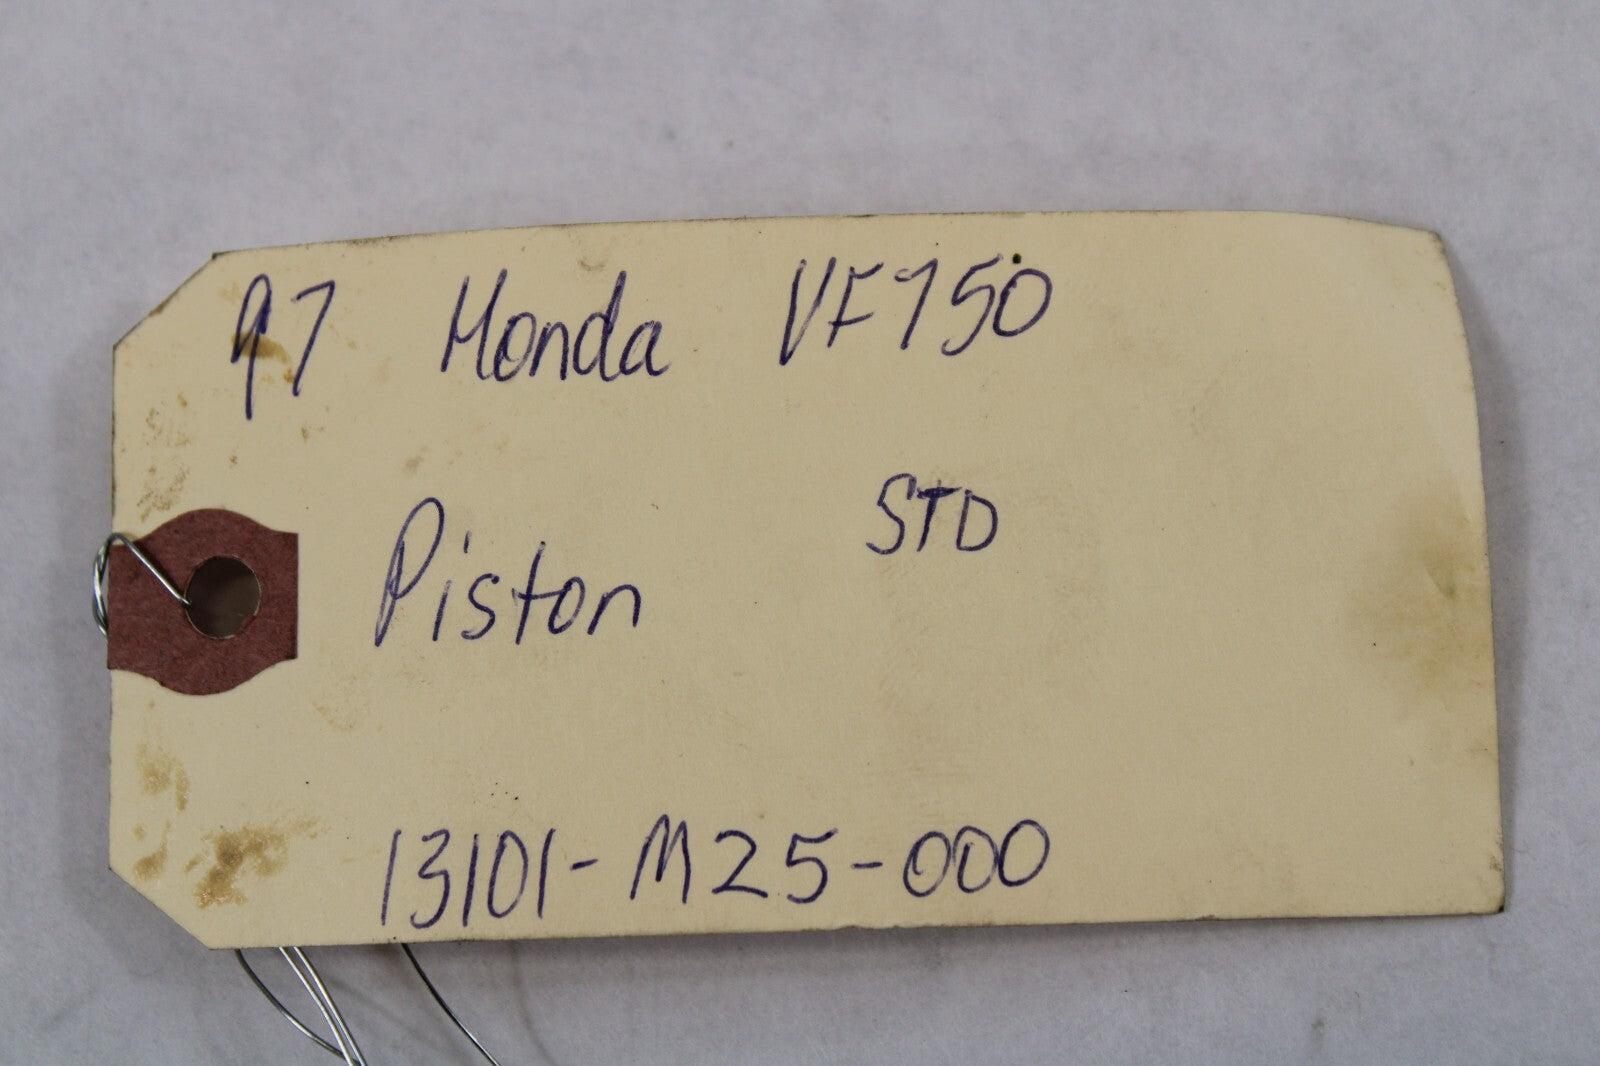 97 Honda VF750
STD
Piston
13101-M25-000